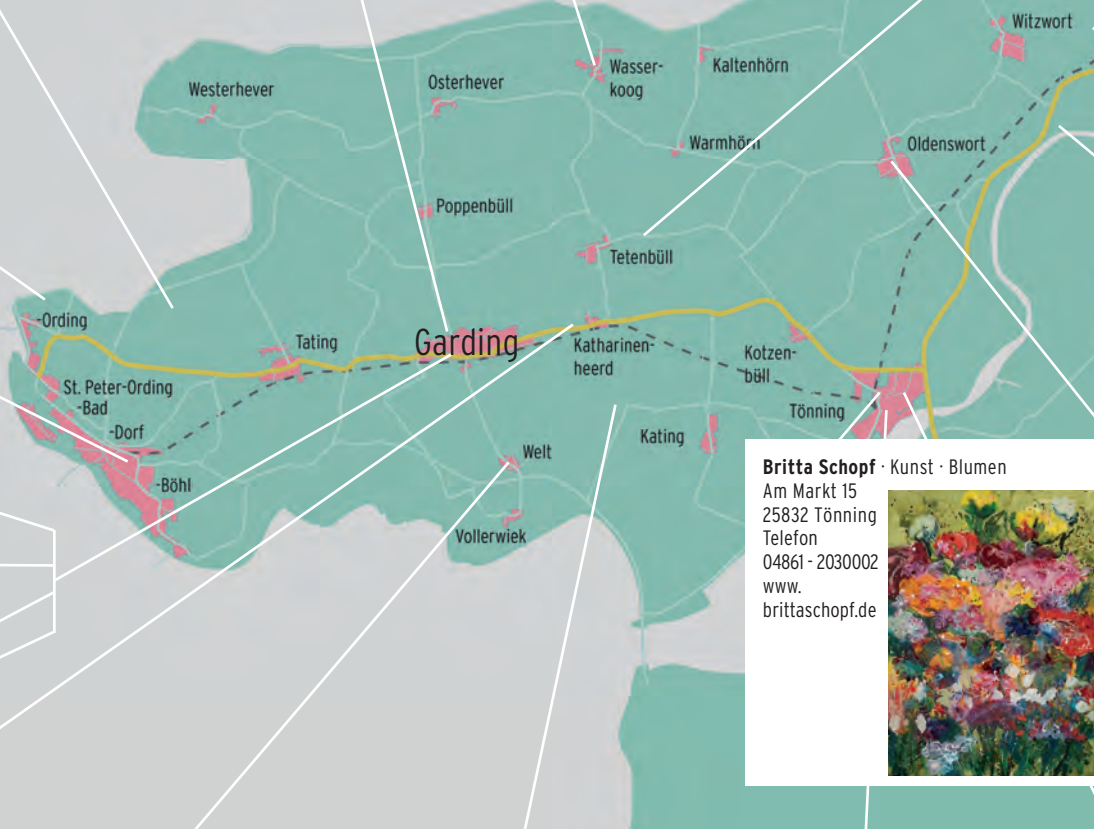 Witzwort
Wasser-
koog
Kaltenhörn
Osterhever
Westerhever
Warmhörn
Oldenswort
Poppenbüll
Tetenbüll
-Ording
Tating
Garding
Katharinen-
heerd
Kotzen-
büll
St. Peter-Ording
-Bad
-Dorf
Tönning
Kating
Welt
-Böhl
Vollerwiek
Britta Schopf · Kunst · Blumen
Am Markt 15
25832 Tönning
Telefon
04861 - 2030002
www.
brittaschopf.de